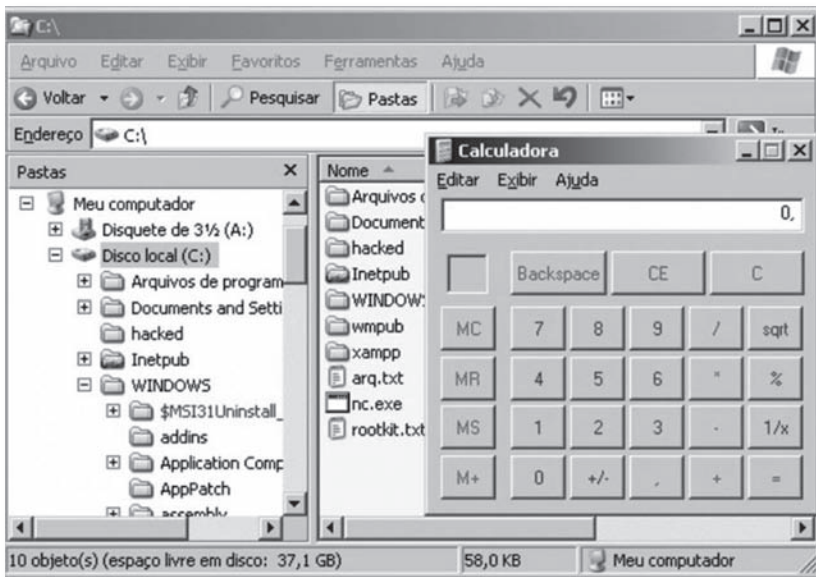 C:\
Arquivo Editar Exibir Favoritos Ferramentas Ajuda
Voltar Pesquisar Pastas
Endereço C:\
Pastas
Meu computador
Disquete de 3½ (A:)
Disco local (C:)
Arquivos de program
Documents and Setti
hacked
Inetpub
WINDOWS
$MSI31Uninstall_
addins
Application Comp
AppPatch
assembly
Nome
Arquivos
Document
hacked
Inetpub
WINDOW
wmpub
xampp
arq.txt
nc.exe
rootkit.txt
Calculadora
Editar Exibir Ajuda
0,
Backspace CE C
MC 7 8 9 / sqrt
MR 4 5 6 * %
MS 1 2 3 - 1/x
M+ 0 +/- , + =
10 objeto(s) (espaço livre em disco: 37,1 GB) 58,0 KB Meu computador